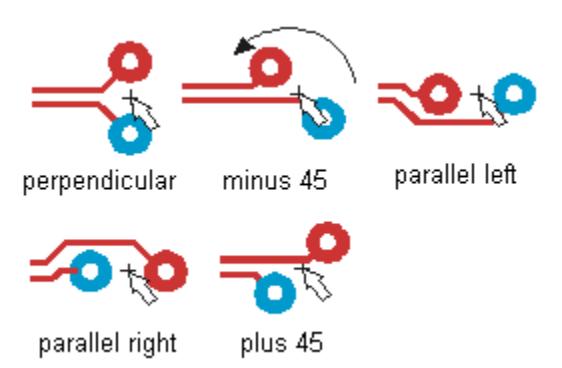 perpendicular
minus 45
parallel left
parallel right
plus 45